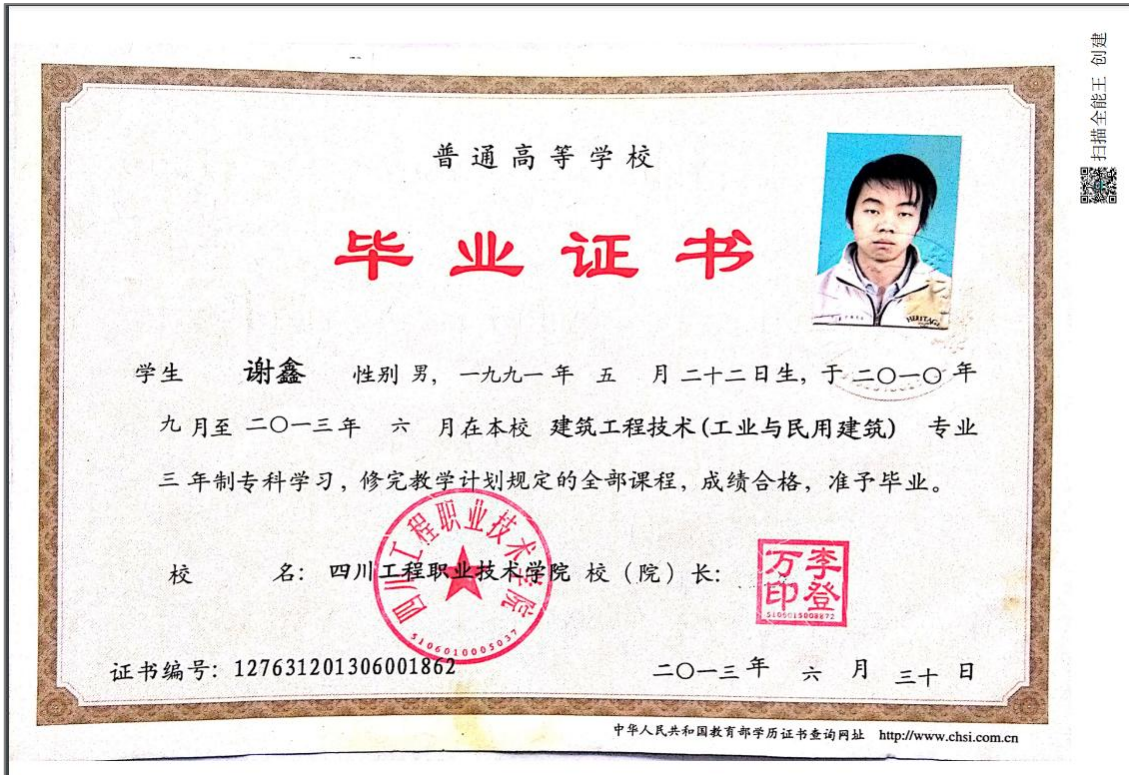 普通高等学校
毕业证书
学生 谢鑫 性别 男，一九九一年 五 月二十二日生，于二〇一〇年
九月至二〇一三年 六 月在本校 建筑工程技术(工业与民用建筑) 专业
三年制专科学习，修完教学计划规定的全部课程，成绩合格，准予毕业。
校 名：四川工程职业技术学院 校（院）长：
四川工程职业技术学院
5106010005037
李登万印
5106015008872
证书编号：127631201306001862
二〇一三年 六 月 三十 日
中华人民共和国教育部学历证书查询网址 http://www.chsi.com.cn
HERITAGE
扫描全能王 创建